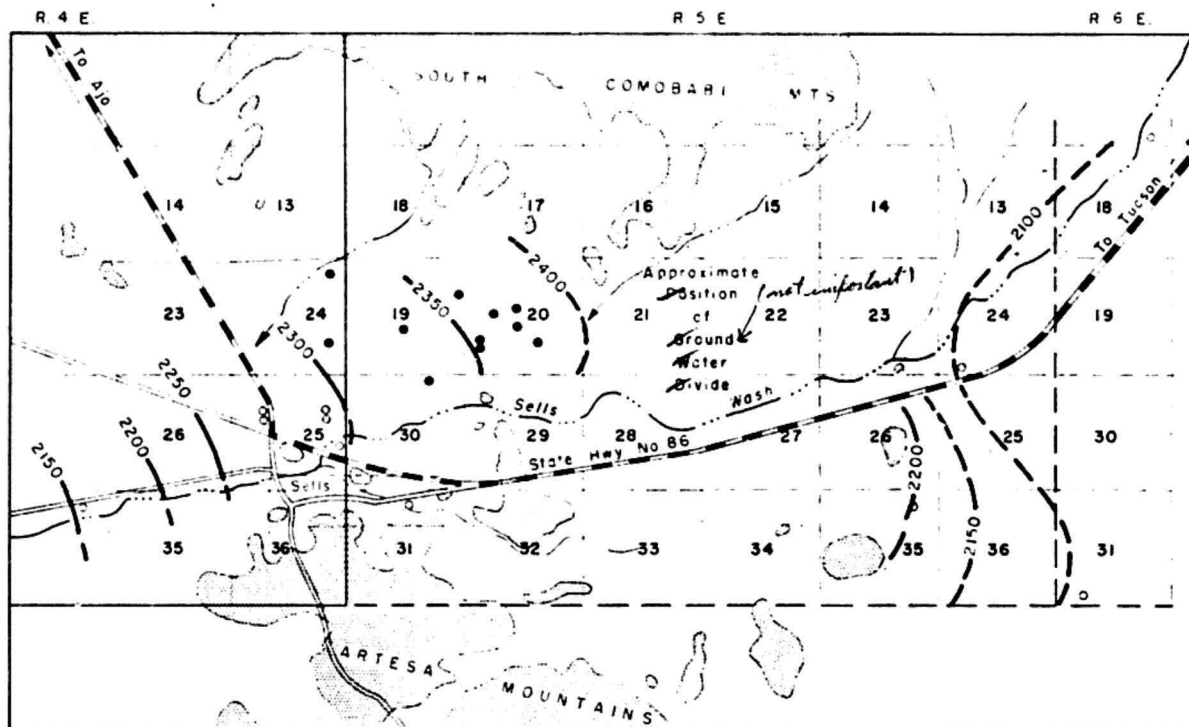 R. 4 E. R 5 E R 6 E.
To Ajo
SOUTH COMOBABI MTS
14 13 18 17 16 15 14 13 18
2100
To Tucson
2400
Approximate
Position (not important)
of
Ground
Water
Divide
2350
23 24 19 20 21 22 23 24 19
2300
2250
Sells Wash
26 25 30 29 28 27 26 25 30
State Hwy No 86
2200
2150
Sells
2200
2150
35 36 31 32 33 34 35 36 31
ARTESA
MOUNTAINS